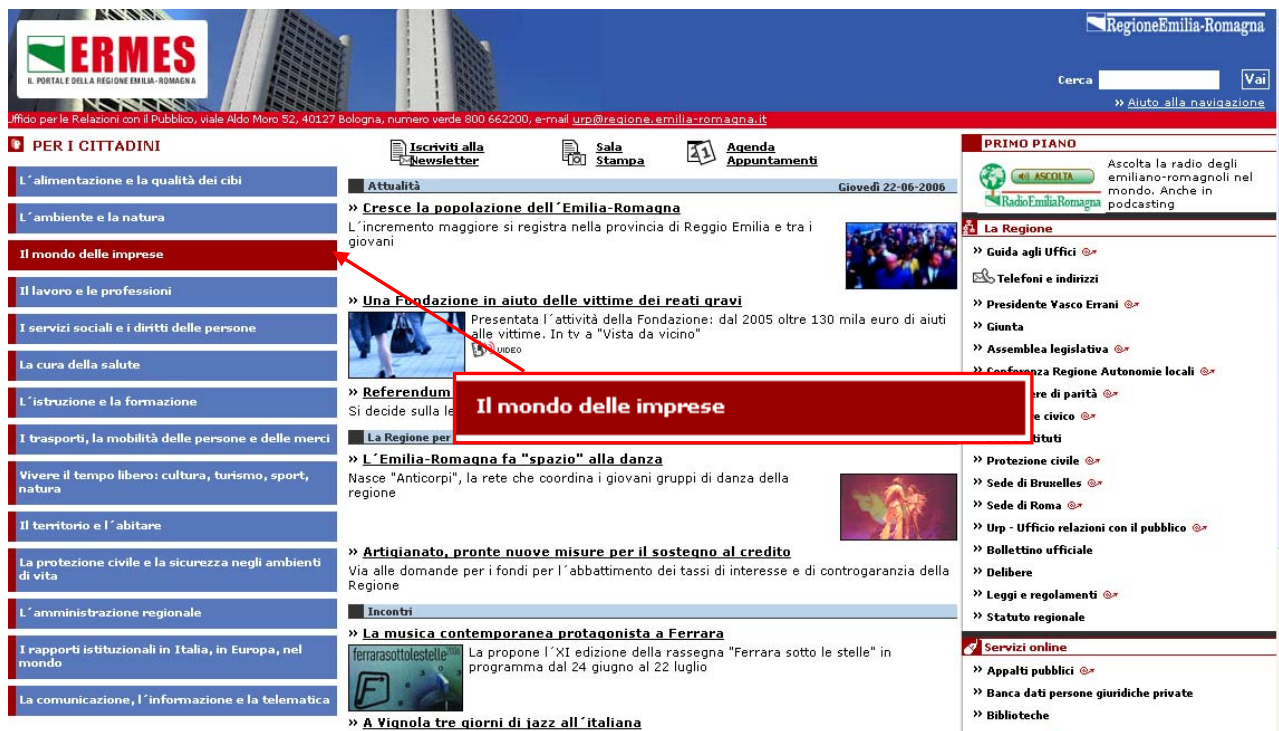 RegioneEmilia-Romagna
ERMES
IL PORTALE DELLA REGIONE EMILIA-ROMAGNA
Cerca
Vai
» Aiuto alla navigazione
Ufficio per le Relazioni con il Pubblico, viale Aldo Moro 52, 40127 Bologna, numero verde 800 662200, e-mail urp@regione.emilia-romagna.it
PER I CITTADINI
L´alimentazione e la qualità dei cibi
L´ambiente e la natura
Il mondo delle imprese
Il lavoro e le professioni
I servizi sociali e i diritti delle persone
La cura della salute
L´istruzione e la formazione
I trasporti, la mobilità delle persone e delle merci
Vivere il tempo libero: cultura, turismo, sport,
natura
Il territorio e l´abitare
La protezione civile e la sicurezza negli ambienti
di vita
L´amministrazione regionale
I rapporti istituzionali in Italia, in Europa, nel
mondo
La comunicazione, l´informazione e la telematica
Iscriviti alla
Newsletter
Sala
Stampa
Agenda
Appuntamenti
Attualità
Giovedì 22-06-2006
» Cresce la popolazione dell´Emilia-Romagna
L´incremento maggiore si registra nella provincia di Reggio Emilia e tra i
giovani
» Una Fondazione in aiuto delle vittime dei reati gravi
Presentata l´attività della Fondazione: dal 2005 oltre 130 mila euro di aiuti
alle vittime. In tv a "Vista da vicino"
VIDEO
» Referendum
Si decide sulla
Il mondo delle imprese
La Regione per
» L´Emilia-Romagna fa "spazio" alla danza
Nasce "Anticorpi", la rete che coordina i giovani gruppi di danza della
regione
» Artigianato, pronte nuove misure per il sostegno al credito
Via alle domande per i fondi per l´abbattimento dei tassi di interesse e di controgaranzia della
Regione
Incontri
» La musica contemporanea protagonista a Ferrara
ferrarasottolestelle
La propone l´XI edizione della rassegna "Ferrara sotto le stelle" in
programma dal 24 giugno al 22 luglio
» A Vignola tre giorni di jazz all´italiana
PRIMO PIANO
ASCOLTA
RadioEmiliaRomagna
Ascolta la radio degli
emiliano-romagnoli nel
mondo. Anche in
podcasting
La Regione
» Guida agli Uffici
Telefoni e indirizzi
» Presidente Vasco Errani
» Giunta
» Assemblea legislativa
» Conferenza Regione Autonomie locali
di parità
civico
» Protezione civile
» Sede di Bruxelles
» Sede di Roma
» Urp - Ufficio relazioni con il pubblico
» Bollettino ufficiale
» Delibere
» Leggi e regolamenti
» Statuto regionale
Servizi online
» Appalti pubblici
» Banca dati persone giuridiche private
» Biblioteche